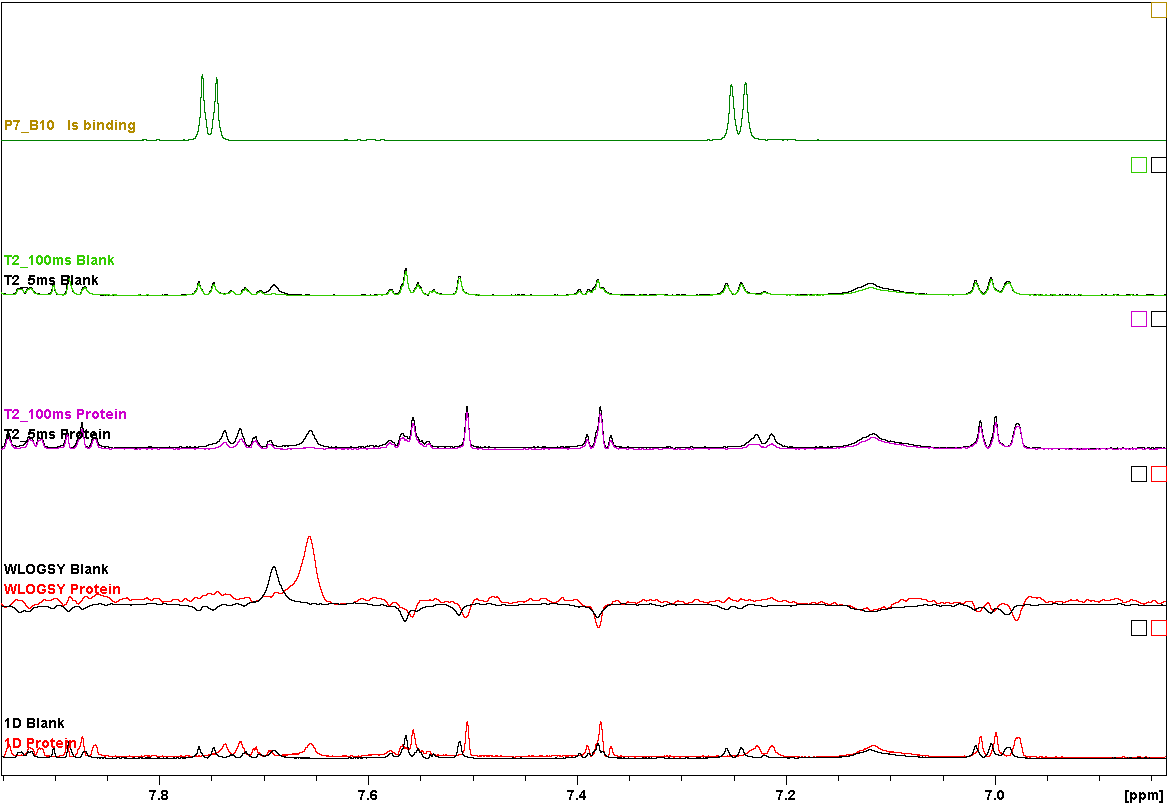 P7_B10 Is binding
T2_100ms Blank
T2_5ms Blank
T2_100ms Protein
T2_5ms Protein
WLOGSY Blank
WLOGSY Protein
1D Blank
1D Protein
7.8 7.6 7.4 7.2 7.0 [ppm]